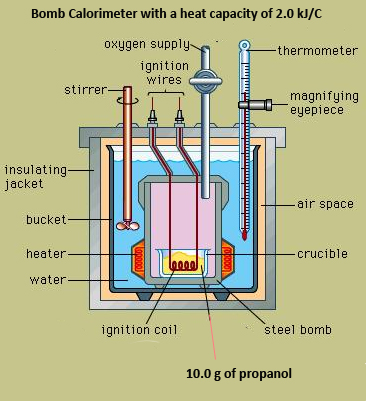 Bomb Calorimeter with a heat capacity of 2.0 kJ/C
oxygen supply
thermometer
ignition
wires
stirrer
magnifying
eyepiece
insulating
jacket
air space
bucket
heater
crucible
water
ignition coil
steel bomb
10.0 g of propanol